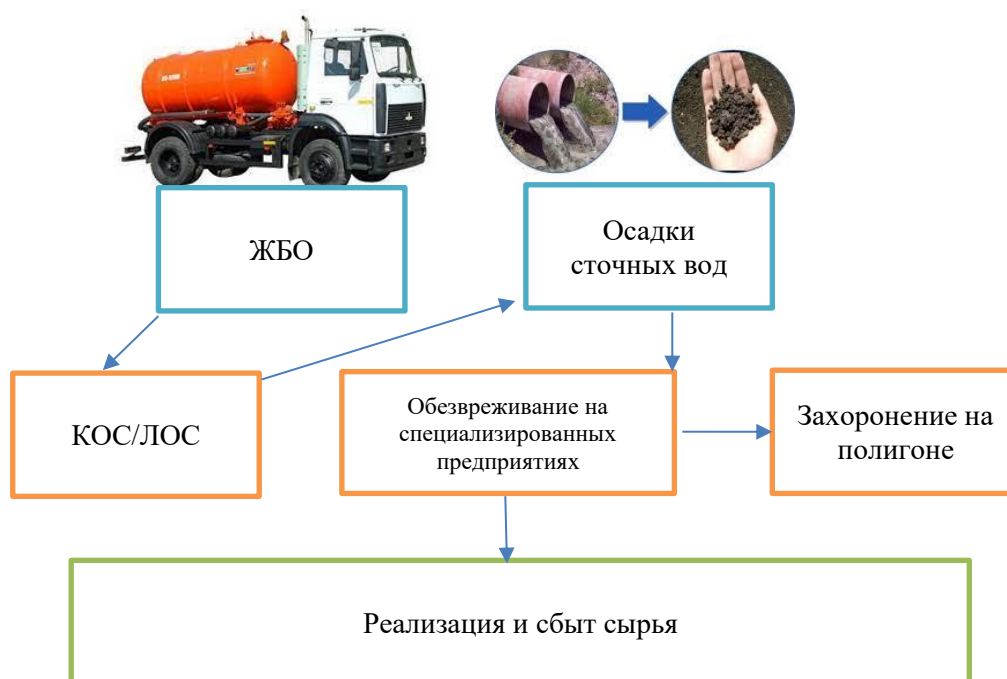 ЖБО
Осадки
сточных вод
КОС/ЛОС
Обезвреживание на
специализированных
предприятиях
Захоронение на
полигоне
Реализация и сбыт сырья